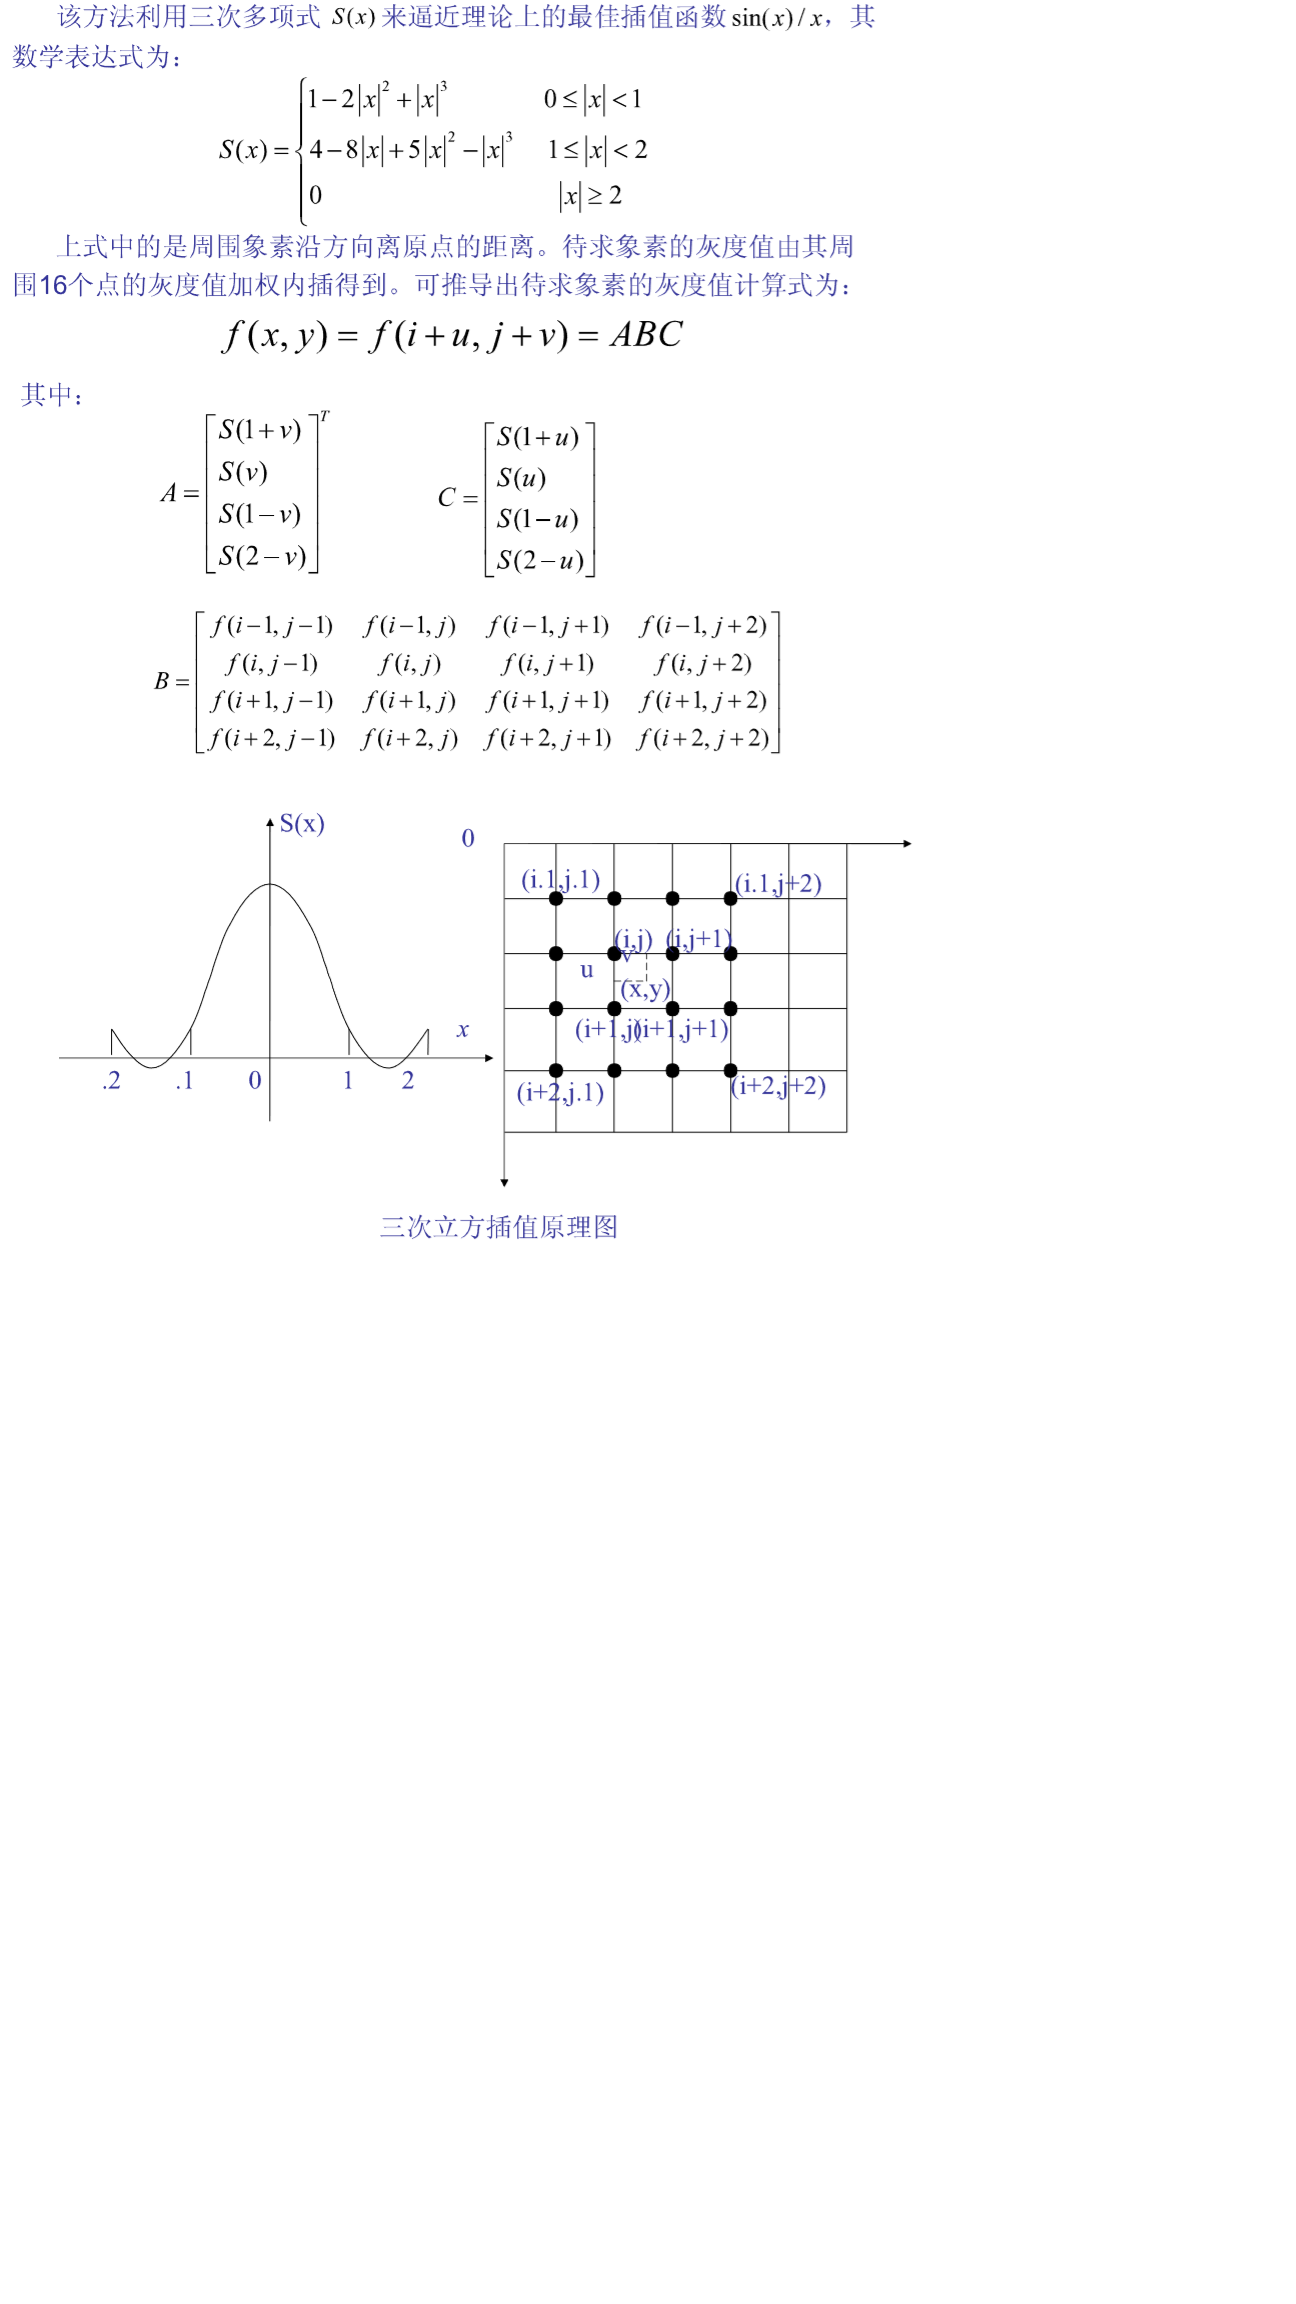 该方法利用三次多项式 S(x) 来逼近理论上的最佳插值函数 sin(x) / x，其
数学表达式为：
1−2|x|²+|x|³ 0≤|x|<1
S(x)= 4−8|x|+5|x|²−|x|³ 1≤|x|<2
0 |x|≥2
上式中的是周围象素沿方向离原点的距离。待求象素的灰度值由其周
围16个点的灰度值加权内插得到。可推导出待求象素的灰度值计算式为：
f(x, y) = f(i+u, j+v) = ABC
其中：
A = [S(1+v) S(v) S(1−v) S(2−v)]ᵀ
C = [S(1+u) S(u) S(1−u) S(2−u)]
B =
f(i−1, j−1) f(i−1, j) f(i−1, j+1) f(i−1, j+2)
f(i, j−1) f(i, j) f(i, j+1) f(i, j+2)
f(i+1, j−1) f(i+1, j) f(i+1, j+1) f(i+1, j+2)
f(i+2, j−1) f(i+2, j) f(i+2, j+1) f(i+2, j+2)
S(x)
x
.2 .1 0 1 2
0
(i.1,j.1) (i.1,j+2)
(i,j) (i,j+1)
v
u
(x,y)
(i+1,j) (i+1,j+1)
(i+2,j.1) (i+2,j+2)
三次立方插值原理图